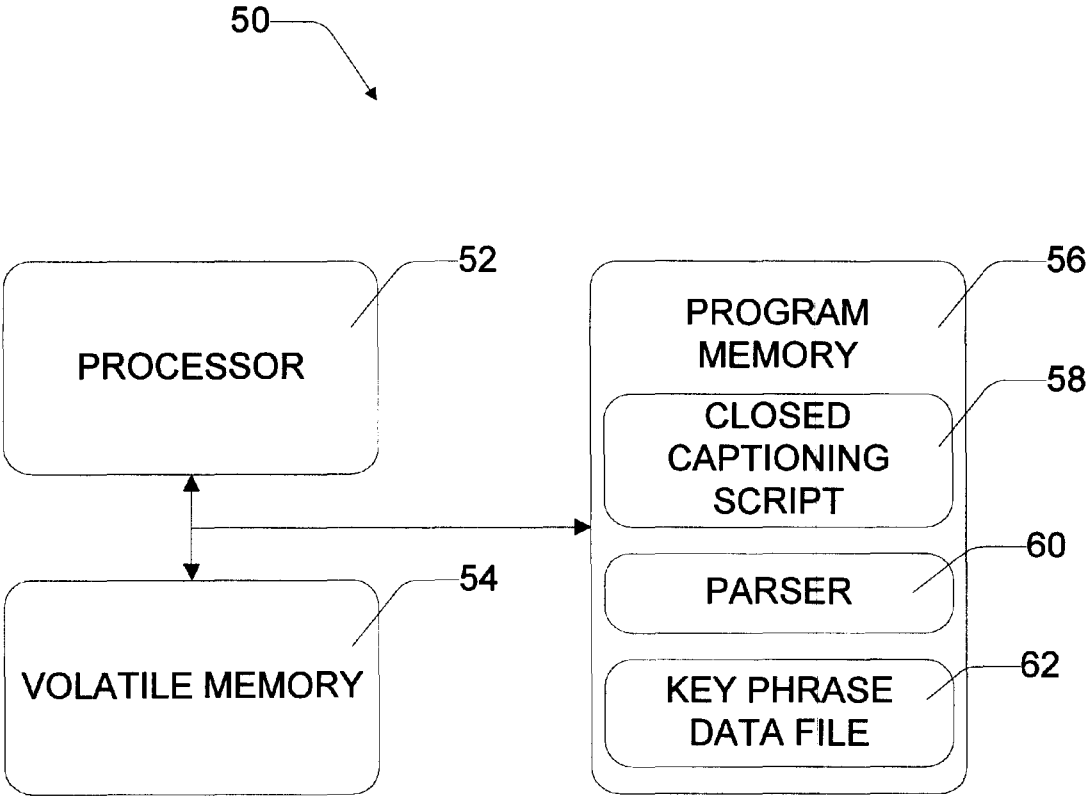 50
52
PROCESSOR
54
VOLATILE MEMORY
56
PROGRAM
MEMORY
58
CLOSED
CAPTIONING
SCRIPT
60
PARSER
62
KEY PHRASE
DATA FILE